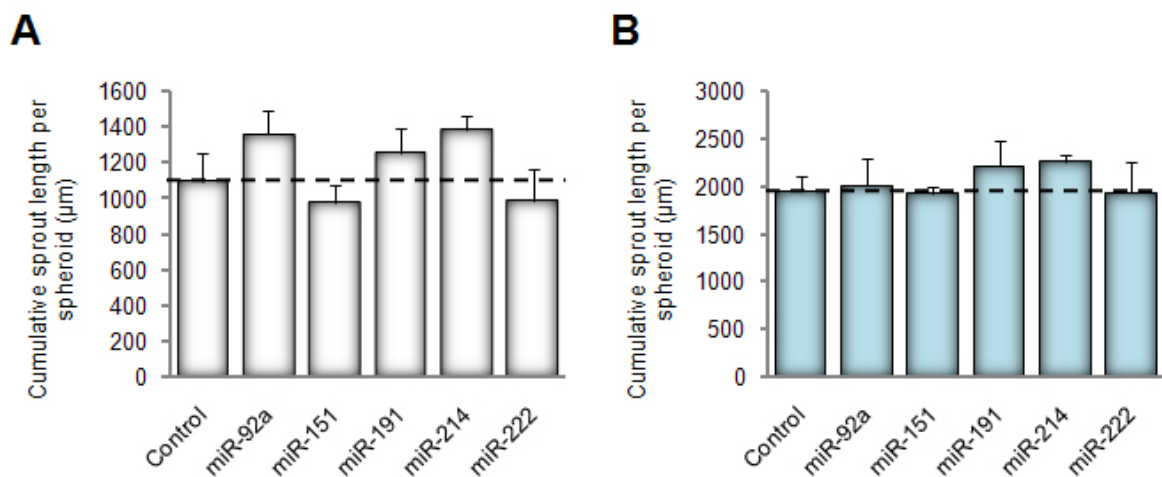 A
Cumulative sprout length per
spheroid (µm)
1600
1400
1200
1000
800
600
400
200
0
Control
miR-92a
miR-151
miR-191
miR-214
miR-222
B
Cumulative sprout length per
spheroid (µm)
3000
2500
2000
1500
1000
500
0
Control
miR-92a
miR-151
miR-191
miR-214
miR-222